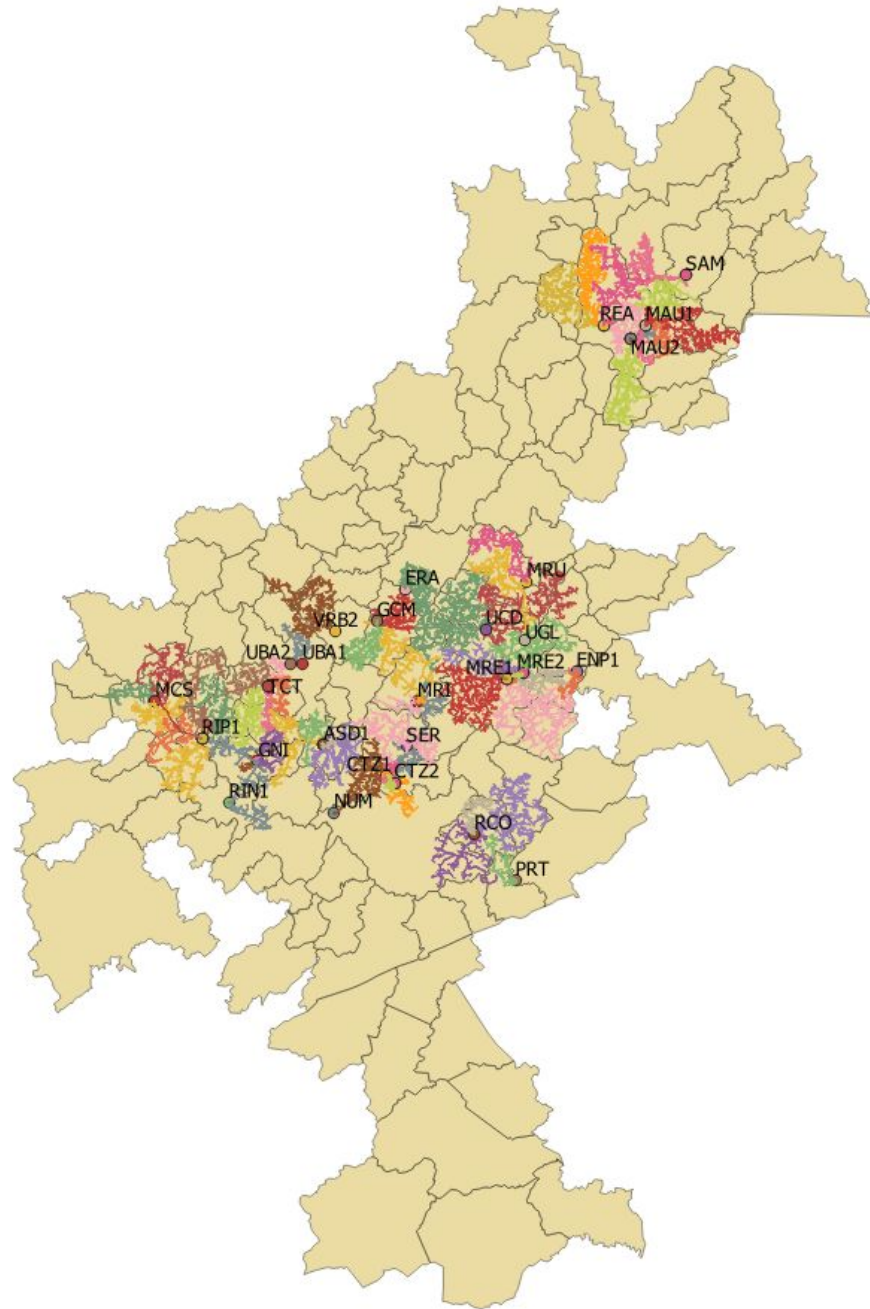 SAM
REA
MAU1
MAU2
ERA
MRU
GCM
VRB2
UCD
UGL
UBA2
UBA1
MRE1
MRE2
ENP1
MCS
TCT
MRI
RIP1
GNI
ASD1
SER
CTZ1
CTZ2
RIN1
NUM
RCO
PRT